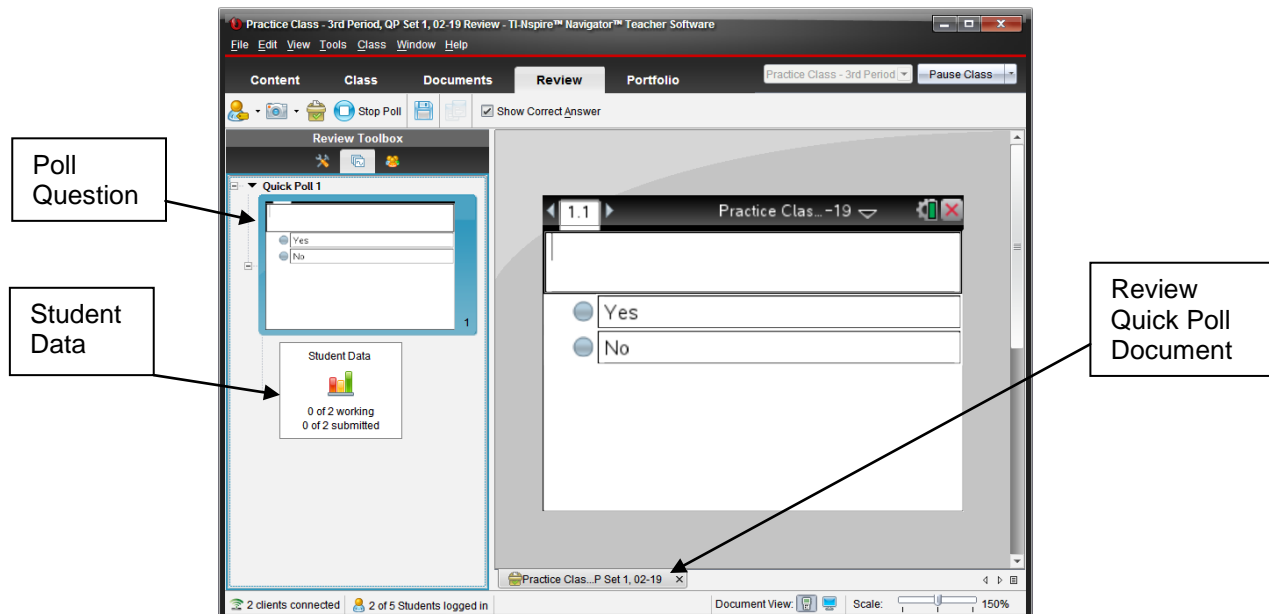 Practice Class - 3rd Period, QP Set 1, 02-19 Review - TI-Nspire™ Navigator™ Teacher Software
File Edit View Tools Class Window Help
Content Class Documents Review Portfolio Practice Class - 3rd Period Pause Class
Stop Poll Show Correct Answer
Review Toolbox
Poll
Question
Quick Poll 1
Yes
No
1
Student
Data
Student Data
0 of 2 working
0 of 2 submitted
1.1 Practice Clas...-19
Yes
No
Review
Quick Poll
Document
Practice Clas...P Set 1, 02-19
2 clients connected 2 of 5 Students logged in Document View: Scale: 150%